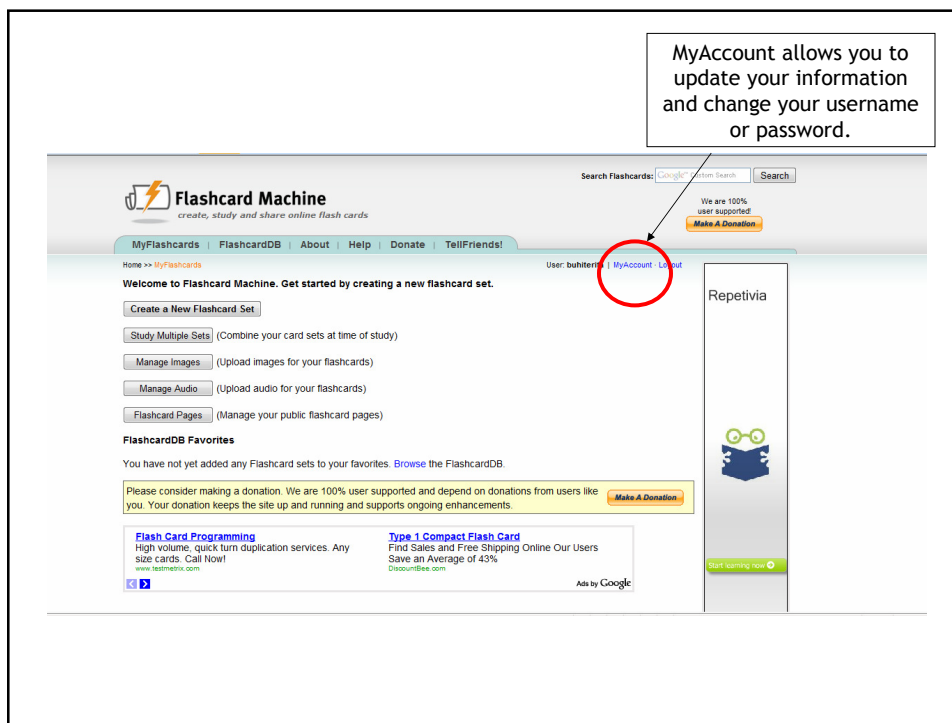 MyAccount allows you to
update your information
and change your username
or password.
Search Flashcards: Google™ Custom Search Search
Flashcard Machine
create, study and share online flash cards
We are 100%
user supported!
Make A Donation
MyFlashcards | FlashcardDB | About | Help | Donate | TellFriends!
Home >> MyFlashcards
User: | MyAccount - Logout
Welcome to Flashcard Machine. Get started by creating a new flashcard set.
Repetivia
Create a New Flashcard Set
Study Multiple Sets (Combine your card sets at time of study)
Manage Images (Upload images for your flashcards)
Manage Audio (Upload audio for your flashcards)
Flashcard Pages (Manage your public flashcard pages)
FlashcardDB Favorites
You have not yet added any Flashcard sets to your favorites. Browse the FlashcardDB.
Please consider making a donation. We are 100% user supported and depend on donations from users like
you. Your donation keeps the site up and running and supports ongoing enhancements.
Make A Donation
Flash Card Programming
High volume, quick turn duplication services. Any
size cards. Call Now!
www.testmetrix.com
Type 1 Compact Flash Card
Find Sales and Free Shipping Online Our Users
Save an Average of 43%
DiscountBee.com
Start learning now
Ads by Google